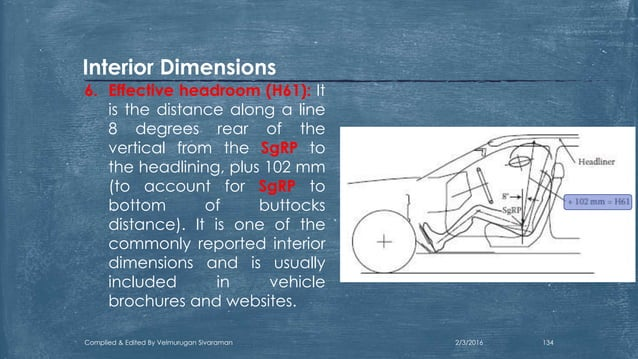 Interior Dimensions
6. Effective headroom (H61): It
is the distance along a line
8 degrees rear of the
vertical from the SgRP to
the headlining, plus 102 mm
(to account for SgRP to
bottom of buttocks
distance). It is one of the
commonly reported interior
dimensions and is usually
included in vehicle
brochures and websites.
Headliner
8°
+ 102 mm = H61
SgRP
Complied & Edited By Velmurugan Sivaraman
2/3/2016
134